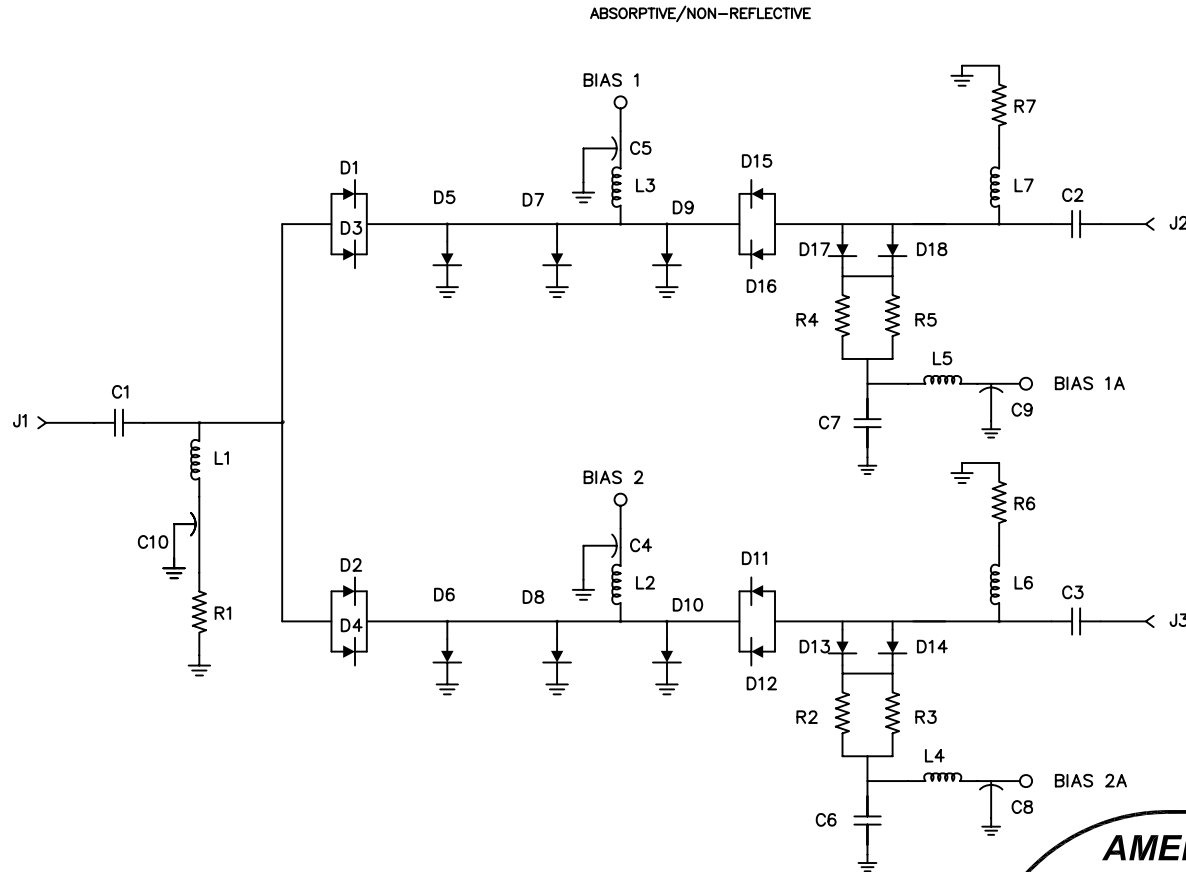 ABSORPTIVE/NON-REFLECTIVE
BIAS 1
R7
C5
D1
D15
L3
L7
C2
D5
D7
D9
D3
J2
D17
D18
D16
R4
R5
L5
BIAS 1A
C1
C9
J1
C7
L1
BIAS 2
R6
C10
C4
D2
D11
L2
L6
C3
D6
D8
D10
R1
D4
J3
D13
D14
D12
R2
R3
L4
BIAS 2A
C8
C6